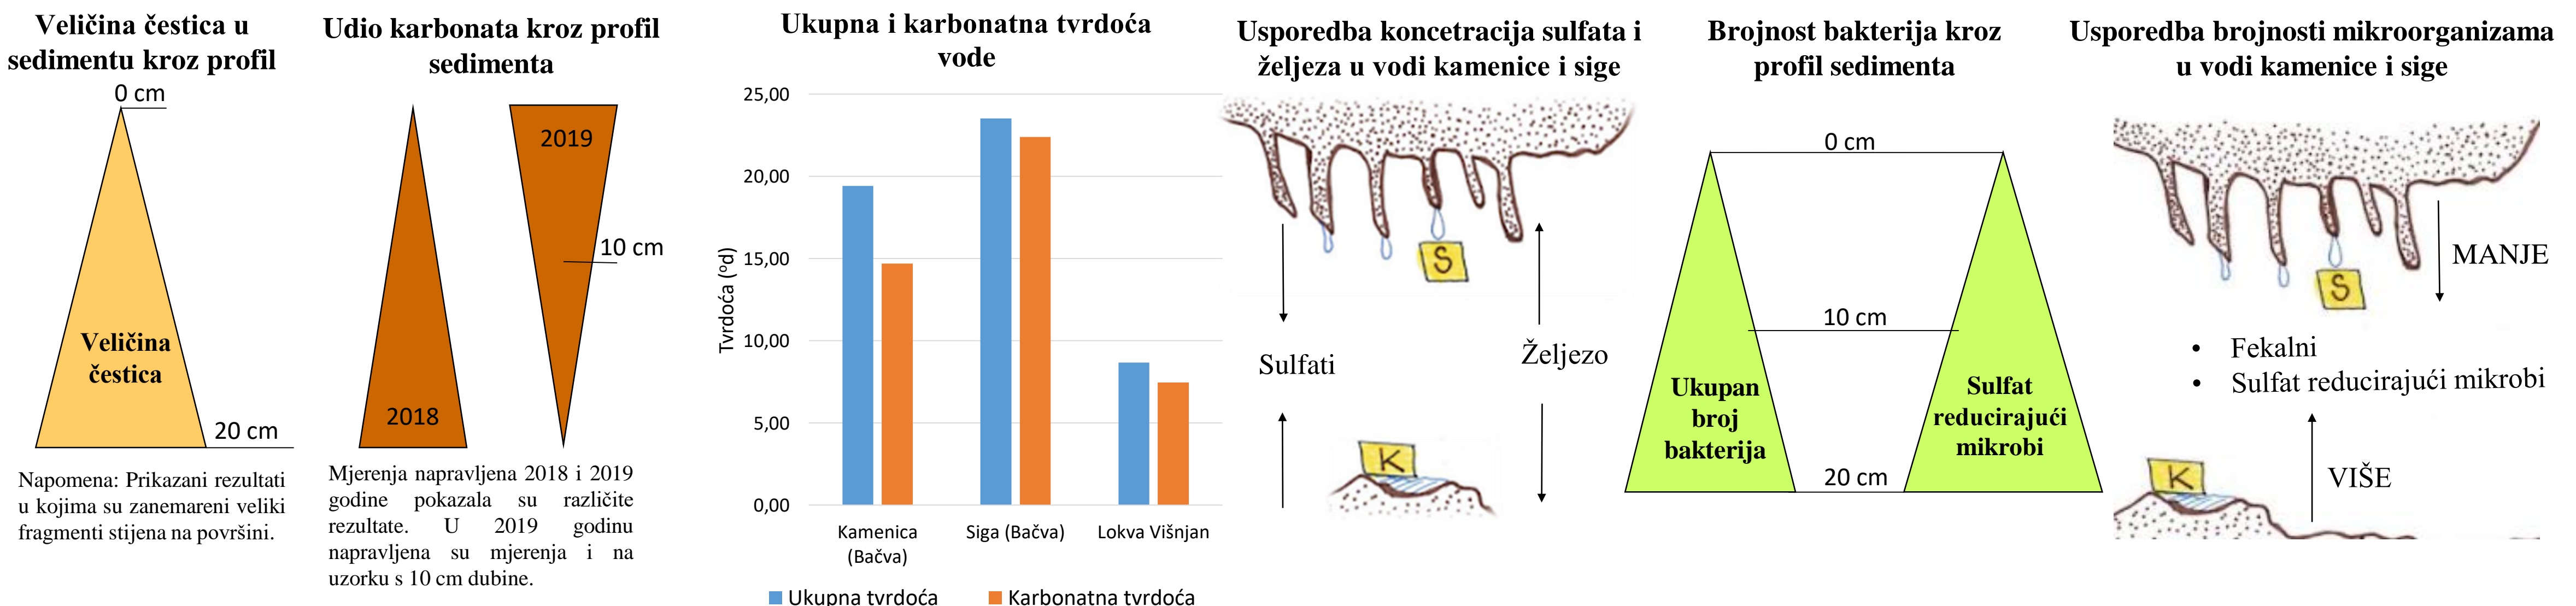 Veličina čestica u
sedimentu kroz profil
0 cm
Veličina
čestica
20 cm
Napomena: Prikazani rezultati
u kojima su zanemareni veliki
fragmenti stijena na površini.
Udio karbonata kroz profil
sedimenta
2019
10 cm
2018
Mjerenja napravljena 2018 i 2019
godine pokazala su različite
rezultate. U 2019 godinu
napravljena su mjerenja i na
uzorku s 10 cm dubine.
Ukupna i karbonatna tvrdoća
vode
Tvrdoća (ºd)
25,00
20,00
15,00
10,00
5,00
0,00
Kamenica
(Bačva)
Siga (Bačva)
Lokva Višnjan
Ukupna tvrdoća
Karbonatna tvrdoća
Usporedba koncetracija sulfata i
željeza u vodi kamenice i sige
S
Sulfati
Željezo
K
Brojnost bakterija kroz
profil sedimenta
0 cm
10 cm
Ukupan
broj
bakterija
Sulfat
reducirajući
mikrobi
20 cm
Usporedba brojnosti mikroorganizama
u vodi kamenice i sige
MANJE
S
• Fekalni
• Sulfat reducirajući mikrobi
K
VIŠE